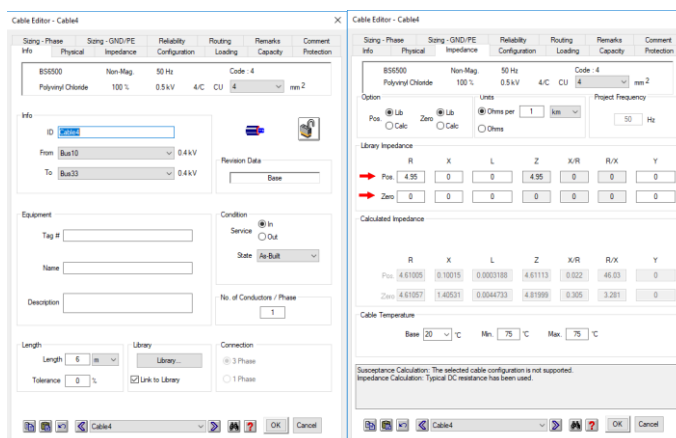 Cable Editor - Cable4
Sizing - Phase Sizing - GND/PE Reliability Routing Remarks Comment
Info Physical Impedance Configuration Loading Capacity Protection
BS6500 Non-Mag. 50 Hz Code : 4
Polyvinyl Chloride 100 % 0.5 kV 4/C CU 4 mm 2
Info
ID Cable4
From Bus10 0.4 kV
To Bus33 0.4 kV
Revision Data
Base
Equipment
Tag #
Name
Description
Condition
Service In
Out
State As-Built
No. of Conductors / Phase
1
Length
Length 6 m
Tolerance 0 %
Library
Library...
Link to Library
Connection
3 Phase
1 Phase
Cable4
? OK Cancel
Cable Editor - Cable4
Sizing - Phase Sizing - GND/PE Reliability Routing Remarks Comment
Info Physical Impedance Configuration Loading Capacity Protection
BS6500 Non-Mag. 50 Hz Code : 4
Polyvinyl Chloride 100 % 0.5 kV 4/C CU 4 mm 2
Option
Pos. Lib Zero Lib
Calc Calc
Units
Ohms per 1 km
Ohms
Project Frequency
50 Hz
Library Impedance
R X L Z X/R R/X Y
Pos. 4.95 0 0 4.95 0 0 0
Zero 0 0 0 0 0 0 0
Calculated Impedance
R X L Z X/R R/X Y
Pos. 4.61005 0.10015 0.0003188 4.61113 0.022 46.03 0
Zero 4.61057 1.40531 0.0044733 4.81999 0.305 3.281 0
Cable Temperature
Base 20 °C Min. 75 °C Max. 75 °C
Susceptance Calculation: The selected cable configuration is not supported.
Impedance Calculation: Typical DC resistance has been used.
Cable4
? OK Cancel